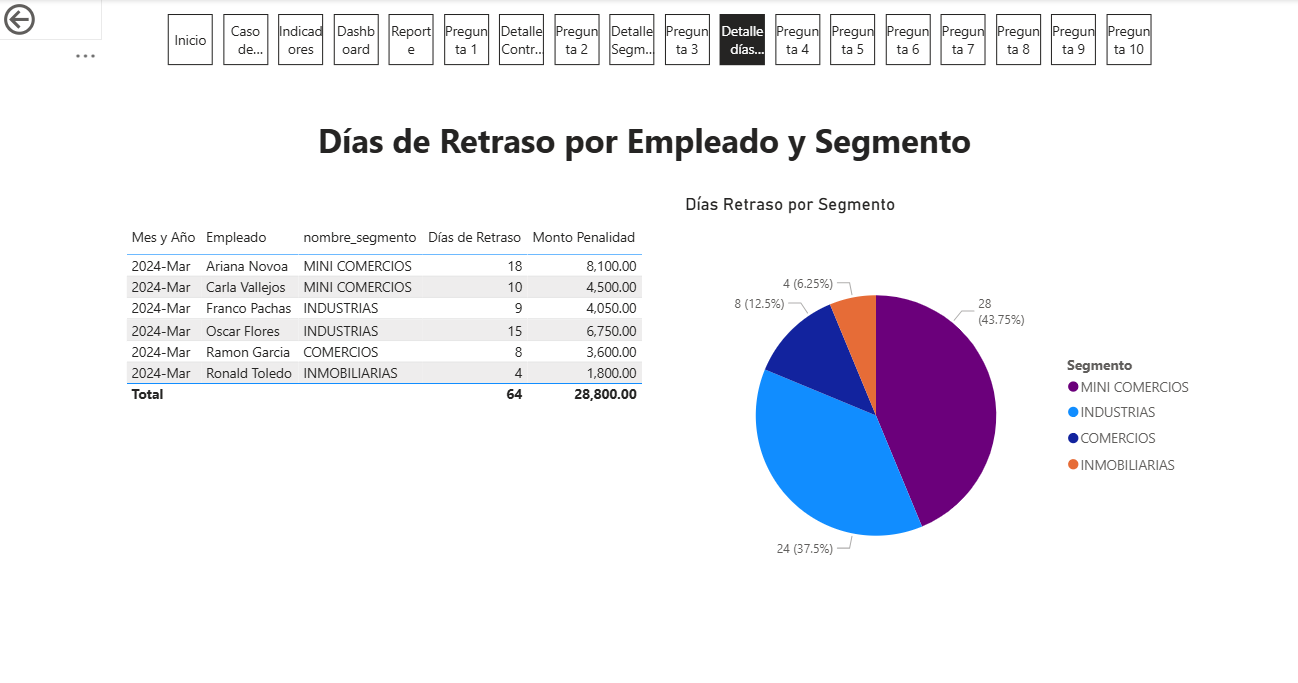 Inicio
Caso de...
Indicadores
Dashboard
Reporte
Pregunta 1
Detalle Contr...
Pregunta 2
Detalle Segm...
Pregunta 3
Detalle días...
Pregunta 4
Pregunta 5
Pregunta 6
Pregunta 7
Pregunta 8
Pregunta 9
Pregunta 10
Días de Retraso por Empleado y Segmento
Días Retraso por Segmento
Mes y Año Empleado nombre_segmento Días de Retraso Monto Penalidad
2024-Mar Ariana Novoa MINI COMERCIOS 18 8,100.00
2024-Mar Carla Vallejos MINI COMERCIOS 10 4,500.00
2024-Mar Franco Pachas INDUSTRIAS 9 4,050.00
2024-Mar Oscar Flores INDUSTRIAS 15 6,750.00
2024-Mar Ramon Garcia COMERCIOS 8 3,600.00
2024-Mar Ronald Toledo INMOBILIARIAS 4 1,800.00
Total 64 28,800.00
4 (6.25%)
8 (12.5%)
28
(43.75%)
24 (37.5%)
Segmento
MINI COMERCIOS
INDUSTRIAS
COMERCIOS
INMOBILIARIAS